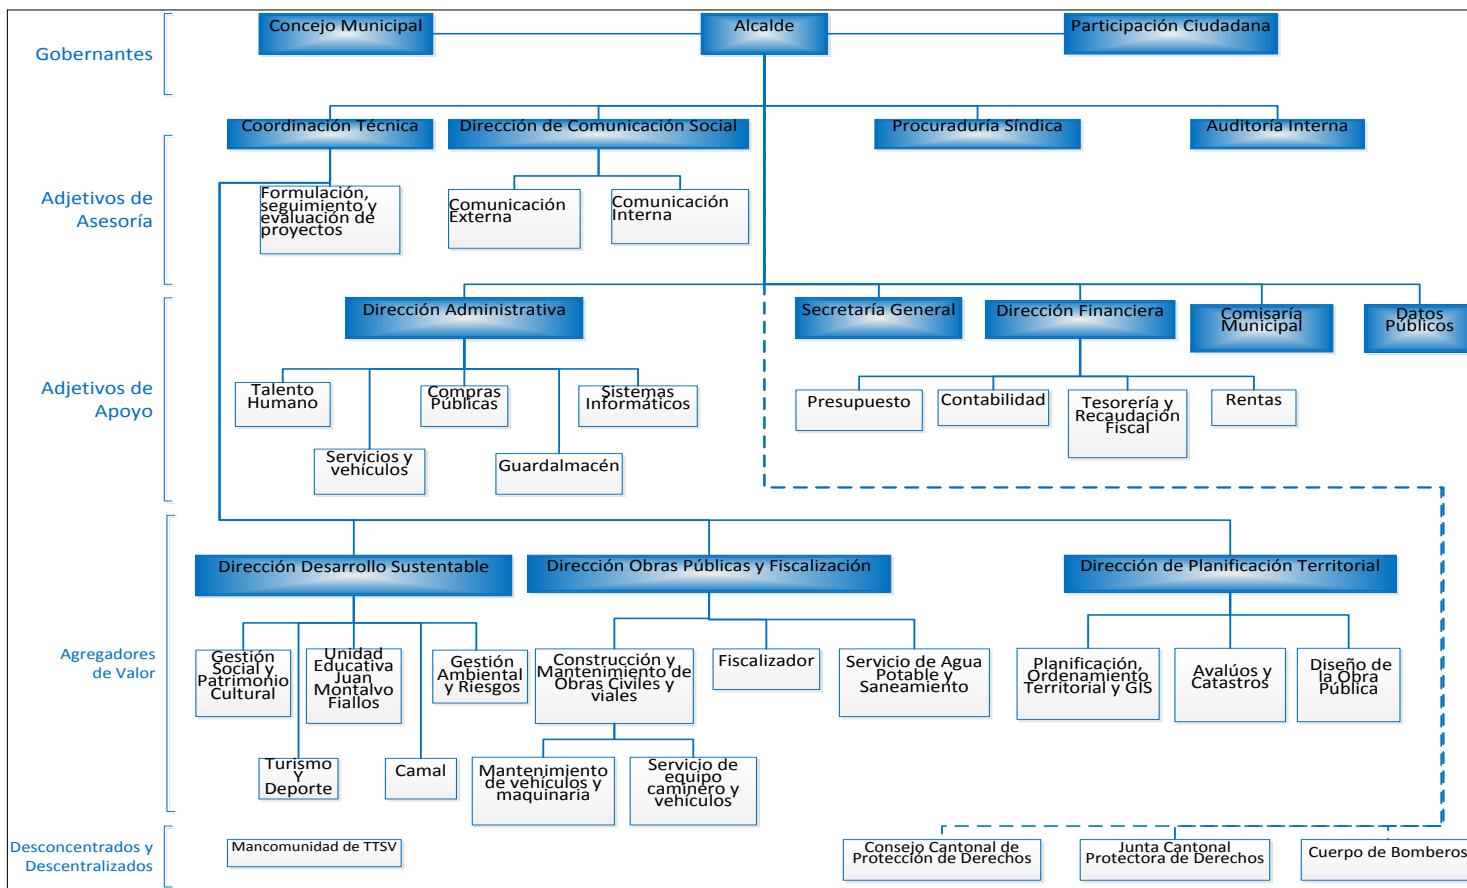 Gobernantes
Concejo Municipal
Alcalde
Participación Ciudadana
Adjetivos de
Asesoría
Coordinación Técnica
Dirección de Comunicación Social
Procuraduría Síndica
Auditoría Interna
Formulación,
seguimiento y
evaluación de
proyectos
Comunicación
Externa
Comunicación
Interna
Adjetivos de
Apoyo
Dirección Administrativa
Secretaría General
Dirección Financiera
Comisaría
Municipal
Datos
Públicos
Talento
Humano
Servicios y
vehículos
Compras
Públicas
Guardalmacén
Sistemas
Informáticos
Presupuesto
Contabilidad
Tesorería y
Recaudación
Fiscal
Rentas
Agregadores
de Valor
Dirección Desarrollo Sustentable
Dirección Obras Públicas y Fiscalización
Dirección de Planificación Territorial
Gestión
Social y
Patrimonio
Cultural
Unidad
Educativa
Juan
Montalvo
Fiallos
Gestión
Ambiental
y Riesgos
Turismo
Y
Deporte
Camal
Construcción y
Mantenimiento de
Obras Civiles y
viales
Fiscalizador
Servicio de Agua
Potable y
Saneamiento
Mantenimiento
de vehículos y
maquinaria
Servicio de
equipo
caminero y
vehículos
Planificación,
Ordenamiento
Territorial y GIS
Avalúos y
Catastros
Diseño de
la Obra
Pública
Desconcentrados y
Descentralizados
Mancomunidad de TTSV
Consejo Cantonal de
Protección de Derechos
Junta Cantonal
Protectora de Derechos
Cuerpo de Bomberos